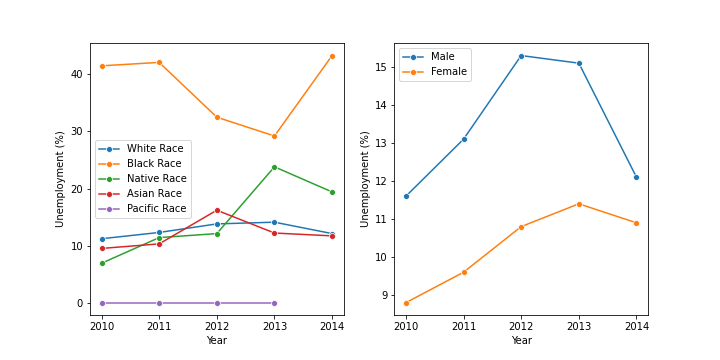 Unemployment (%)
40
30
20
10
0
White Race
Black Race
Native Race
Asian Race
Pacific Race
2010 2011 2012 2013 2014
Year
Unemployment (%)
15
14
13
12
11
10
9
Male
Female
2010 2011 2012 2013 2014
Year